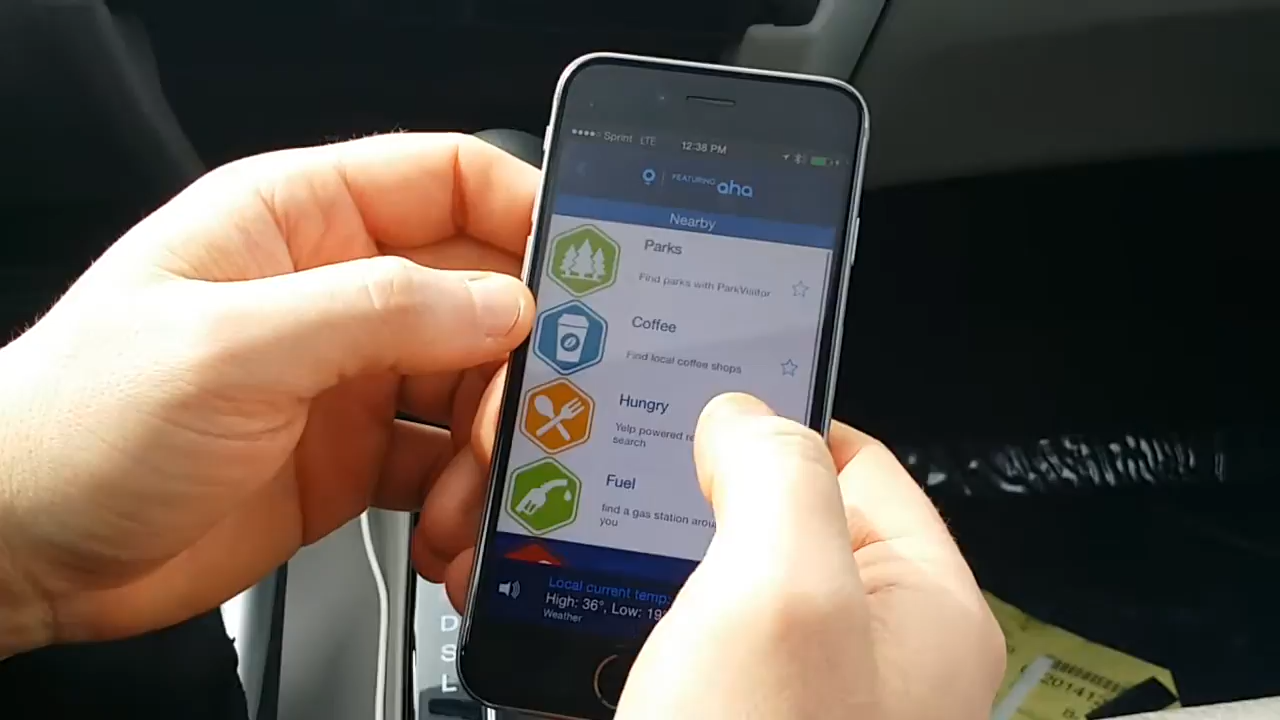 Sprint LTE 12:38 PM
FEATURING aha
Nearby
Parks
Find parks with ParkVisitor
Coffee
Find local coffee shops
Hungry
Yelp powered
search
Fuel
find a gas station
you
Local current temp:
High: 36°, Low: 19°
Weather
D
S
L